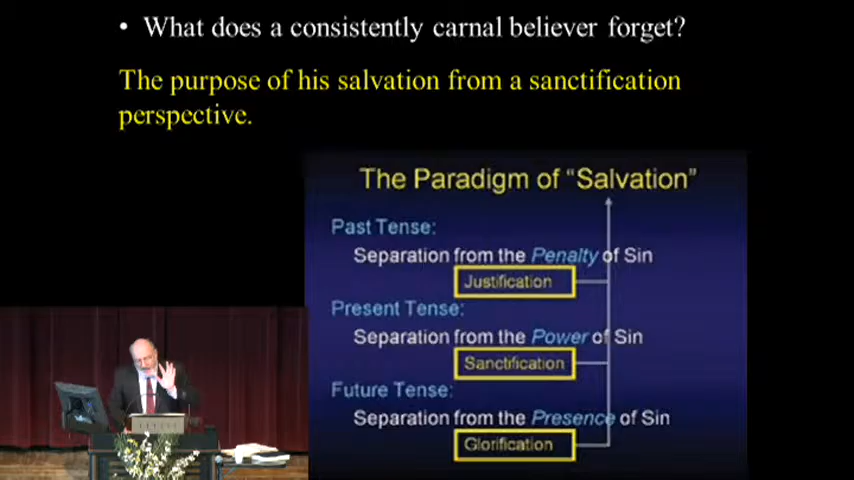 • What does a consistently carnal believer forget?
The purpose of his salvation from a sanctification
perspective.
The Paradigm of “Salvation”
Past Tense:
Separation from the Penalty of Sin
Justification
Present Tense:
Separation from the Power of Sin
Sanctification
Future Tense:
Separation from the Presence of Sin
Glorification